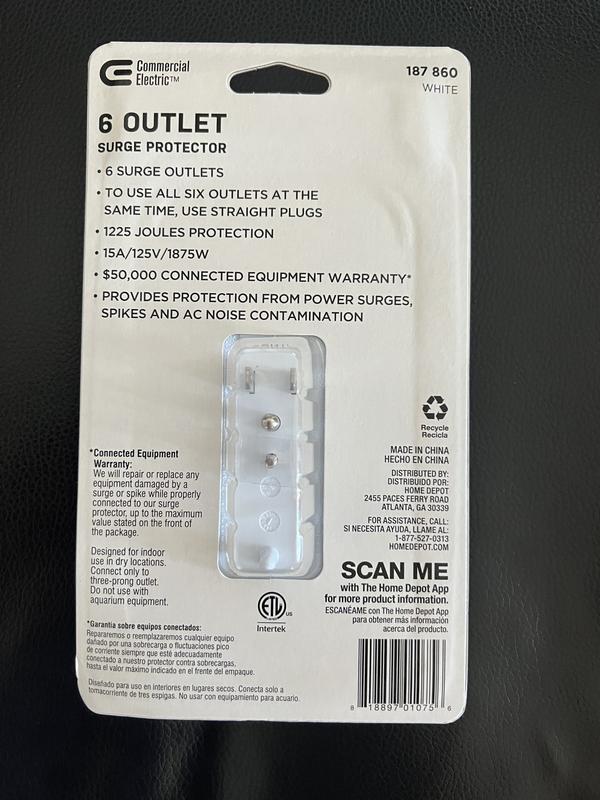 Commercial
Electric™
187 860
WHITE
6 OUTLET
SURGE PROTECTOR
• 6 SURGE OUTLETS
• TO USE ALL SIX OUTLETS AT THE
SAME TIME, USE STRAIGHT PLUGS
• 1225 JOULES PROTECTION
• 15A/125V/1875W
• $50,000 CONNECTED EQUIPMENT WARRANTY*
• PROVIDES PROTECTION FROM POWER SURGES,
SPIKES AND AC NOISE CONTAMINATION
*Connected Equipment
Warranty:
We will repair or replace any
equipment damaged by a
surge or spike while properly
connected to our surge
protector, up to the maximum
value stated on the front of
the package.
Designed for indoor
use in dry locations.
Connect only to
three-prong outlet.
Do not use with
aquarium equipment.
*Garantía sobre equipos conectados:
Repararemos o reemplazaremos cualquier equipo
dañado por una sobrecarga o fluctuaciones pico
de corriente siempre que esté adecuadamente
conectado a nuestro protector contra sobrecargas,
hasta el valor máximo indicado en el frente del empaque.
Diseñado para uso en interiores en lugares secos. Conecta solo a
tomacorriente de tres espigas. No usar con equipamiento para acuario.
ETL
US
Intertek
Recycle
Recicla
MADE IN CHINA
HECHO EN CHINA
DISTRIBUTED BY:
DISTRIBUIDO POR:
HOME DEPOT
2455 PACES FERRY ROAD
ATLANTA, GA 30339
FOR ASSISTANCE, CALL:
SI NECESITA AYUDA, LLAME AL:
1-877-527-0313
HOMEDEPOT.COM
SCAN ME
with The Home Depot App
for more product information.
ESCANÉAME con The Home Depot App
para obtener más información
acerca del producto.
8 18897 01075 6